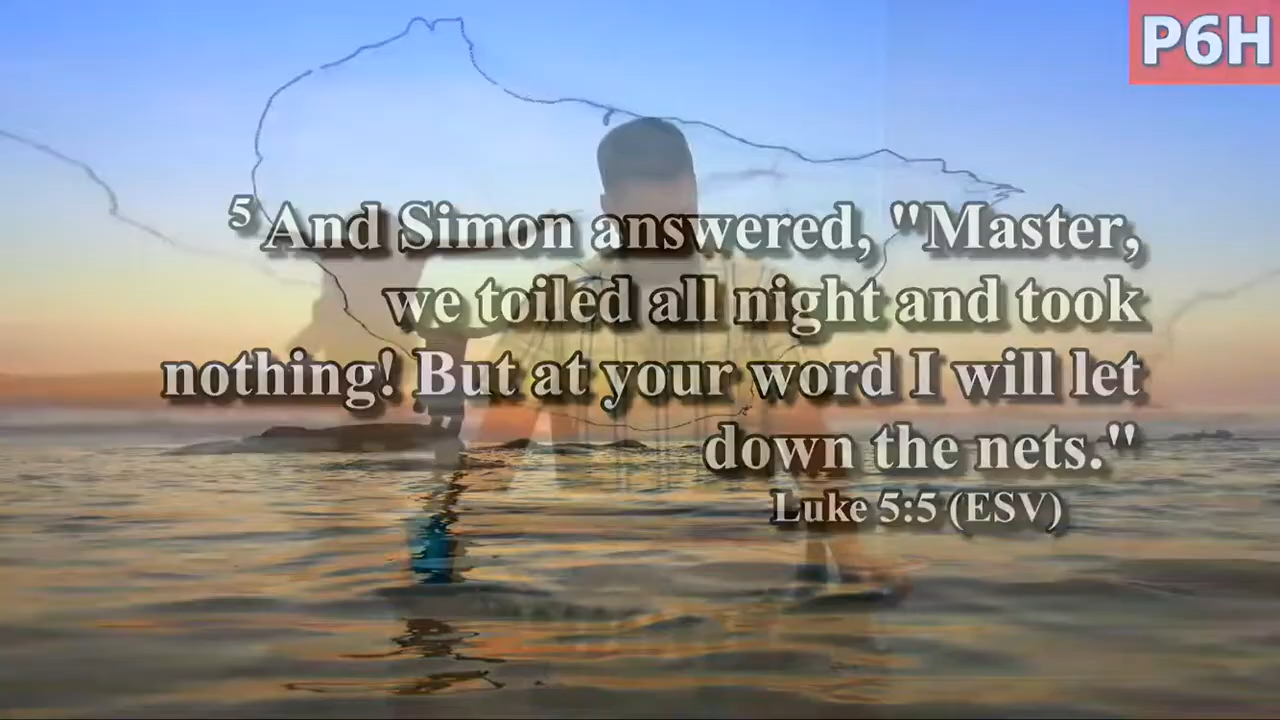 P6H
5 And Simon answered, "Master,
we toiled all night and took
nothing! But at your word I will let
down the nets."
Luke 5:5 (ESV)